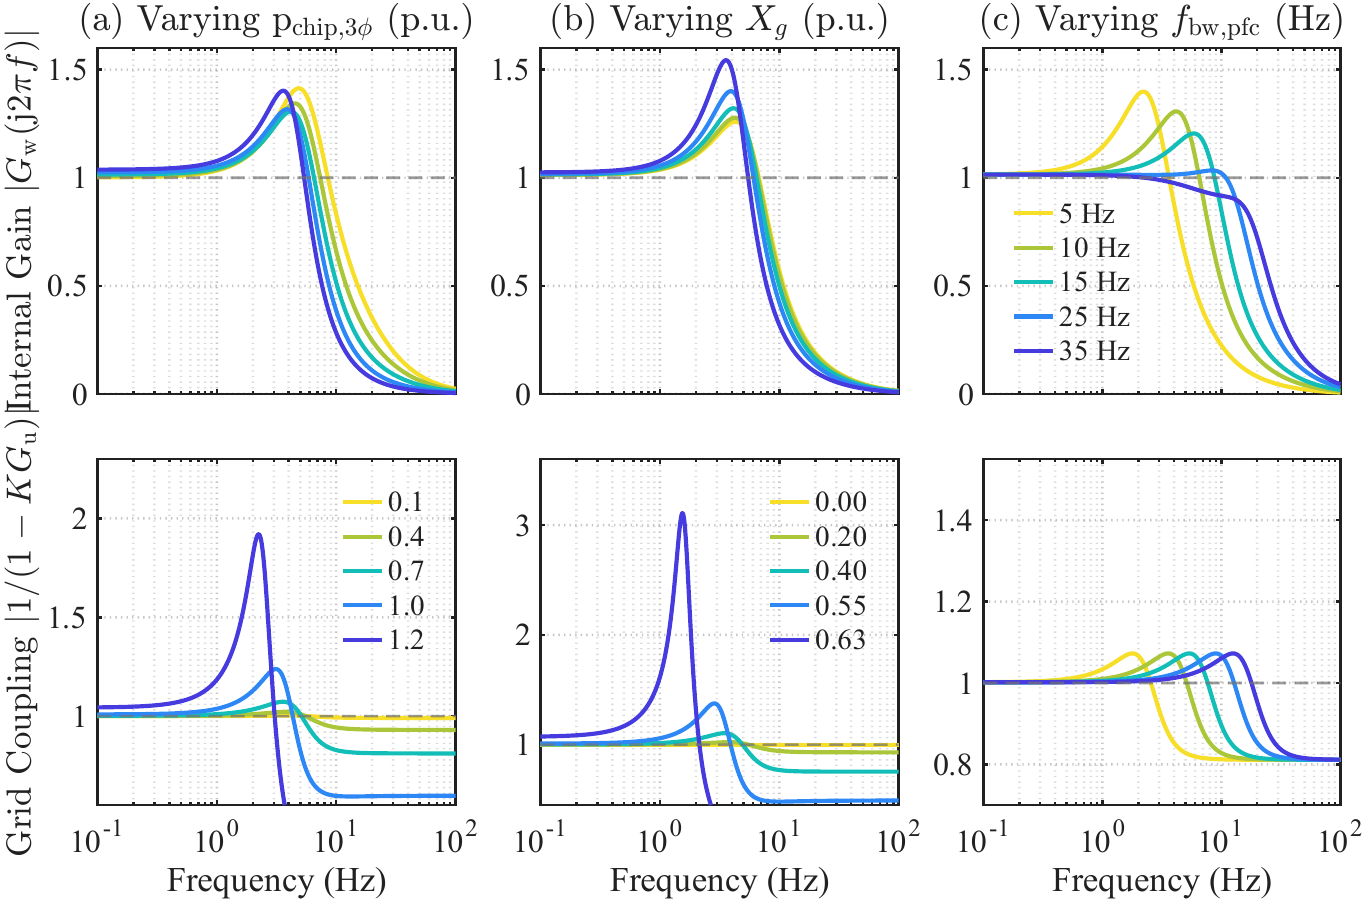 (a) Varying p_chip,3ϕ (p.u.)
(b) Varying X_g (p.u.)
(c) Varying f_bw,pfc (Hz)
Internal Gain |G_w(j2πf)|
1.5
1
0.5
0
1.5
1
0.5
0
1.5
1
0.5
0
5 Hz
10 Hz
15 Hz
25 Hz
35 Hz
Grid Coupling |1/(1 − KG_u)|
2
1.5
1
0.1
0.4
0.7
1.0
1.2
3
2
1
0.00
0.20
0.40
0.55
0.63
1.4
1.2
1
0.8
10^-1 10^0 10^1 10^2
10^-1 10^0 10^1 10^2
10^-1 10^0 10^1 10^2
Frequency (Hz)
Frequency (Hz)
Frequency (Hz)